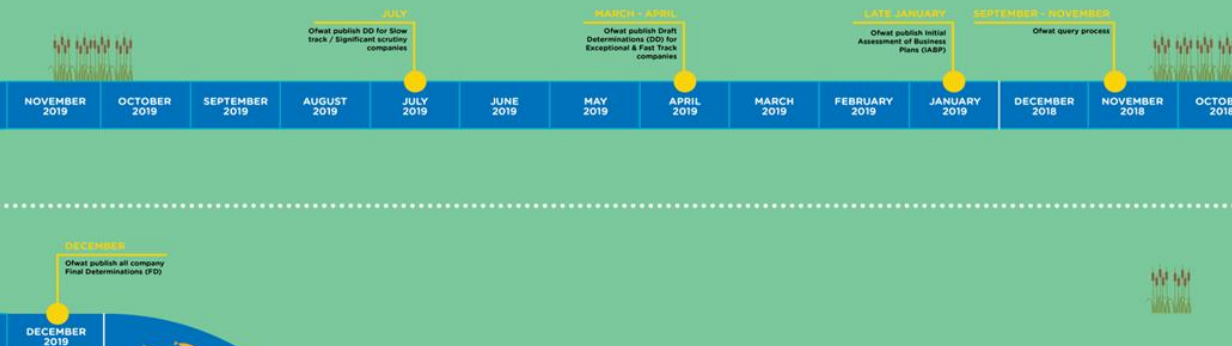 JULY
Ofwat publish DD for Slow
track / Significant scrutiny
companies
MARCH - APRIL
Ofwat publish Draft
Determinations (DD) for
Exceptional & Fast Track
companies
LATE JANUARY
Ofwat publish Initial
Assessment of Business
Plans (IABP)
SEPTEMBER - NOVEMBER
Ofwat query process
NOVEMBER
2019
OCTOBER
2019
SEPTEMBER
2019
AUGUST
2019
JULY
2019
JUNE
2019
MAY
2019
APRIL
2019
MARCH
2019
FEBRUARY
2019
JANUARY
2019
DECEMBER
2018
NOVEMBER
2018
OCTOB
2018
DECEMBER
Ofwat publish all company
Final Determinations (FD)
DECEMBER
2019